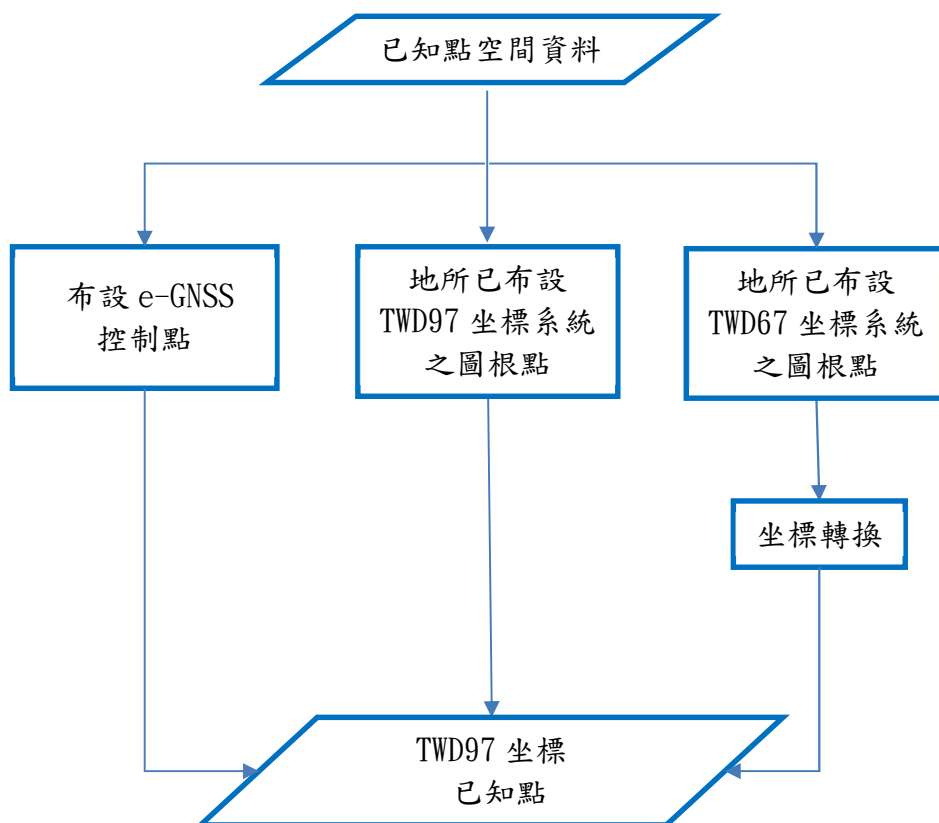 已知點空間資料
布設 e-GNSS
控制點
地所已布設
TWD97 坐標系統
之圖根點
地所已布設
TWD67 坐標系統
之圖根點
坐標轉換
TWD97 坐標
已知點